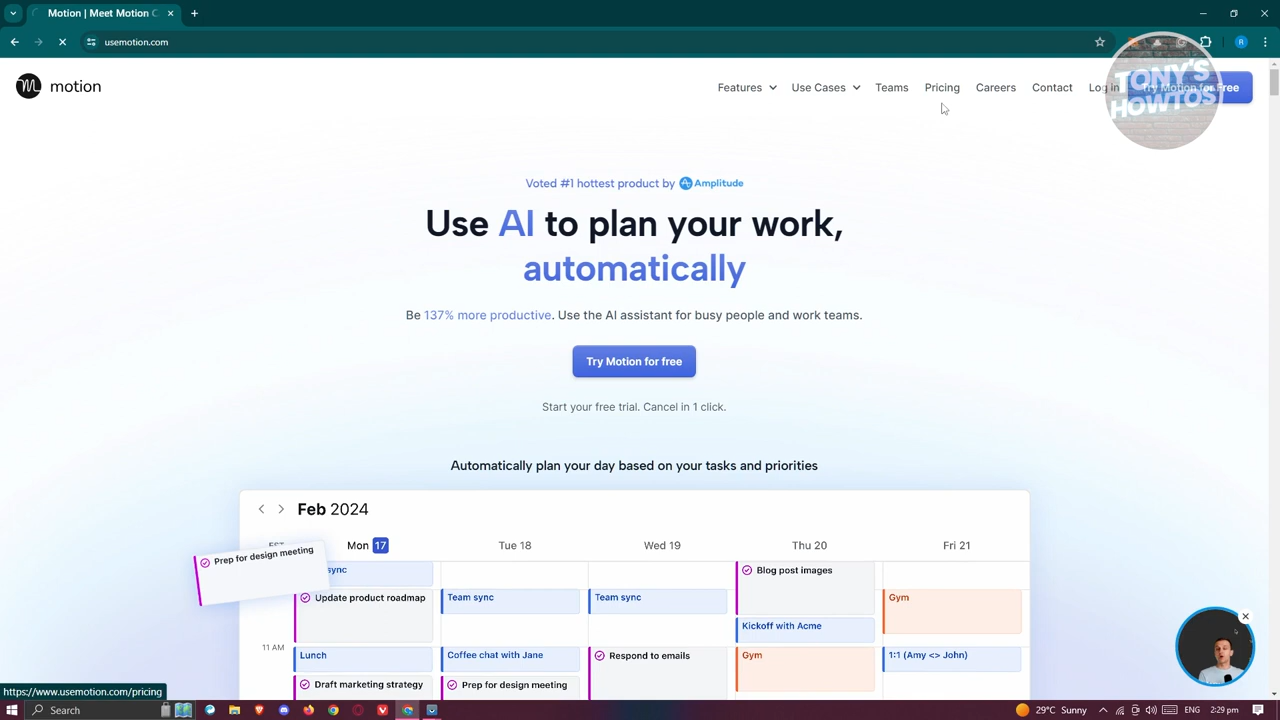 Motion | Meet Motion C
usemotion.com
R
motion
Features
Use Cases
Teams
Pricing
Careers
Contact
Log in
Try Motion for Free
TONY'S
HOWTOS
Voted #1 hottest product by Amplitude
Use AI to plan your work,
automatically
Be 137% more productive. Use the AI assistant for busy people and work teams.
Try Motion for free
Start your free trial. Cancel in 1 click.
Automatically plan your day based on your tasks and priorities
Feb 2024
Mon 17
Tue 18
Wed 19
Thu 20
Fri 21
Prep for design meeting
sync
Blog post images
Update product roadmap
Team sync
Team sync
Gym
Kickoff with Acme
11 AM
Lunch
Coffee chat with Jane
Respond to emails
Gym
1:1 (Amy <> John)
Draft marketing strategy
Prep for design meeting
https://www.usemotion.com/pricing
Search
29°C Sunny
ENG
2:29 pm